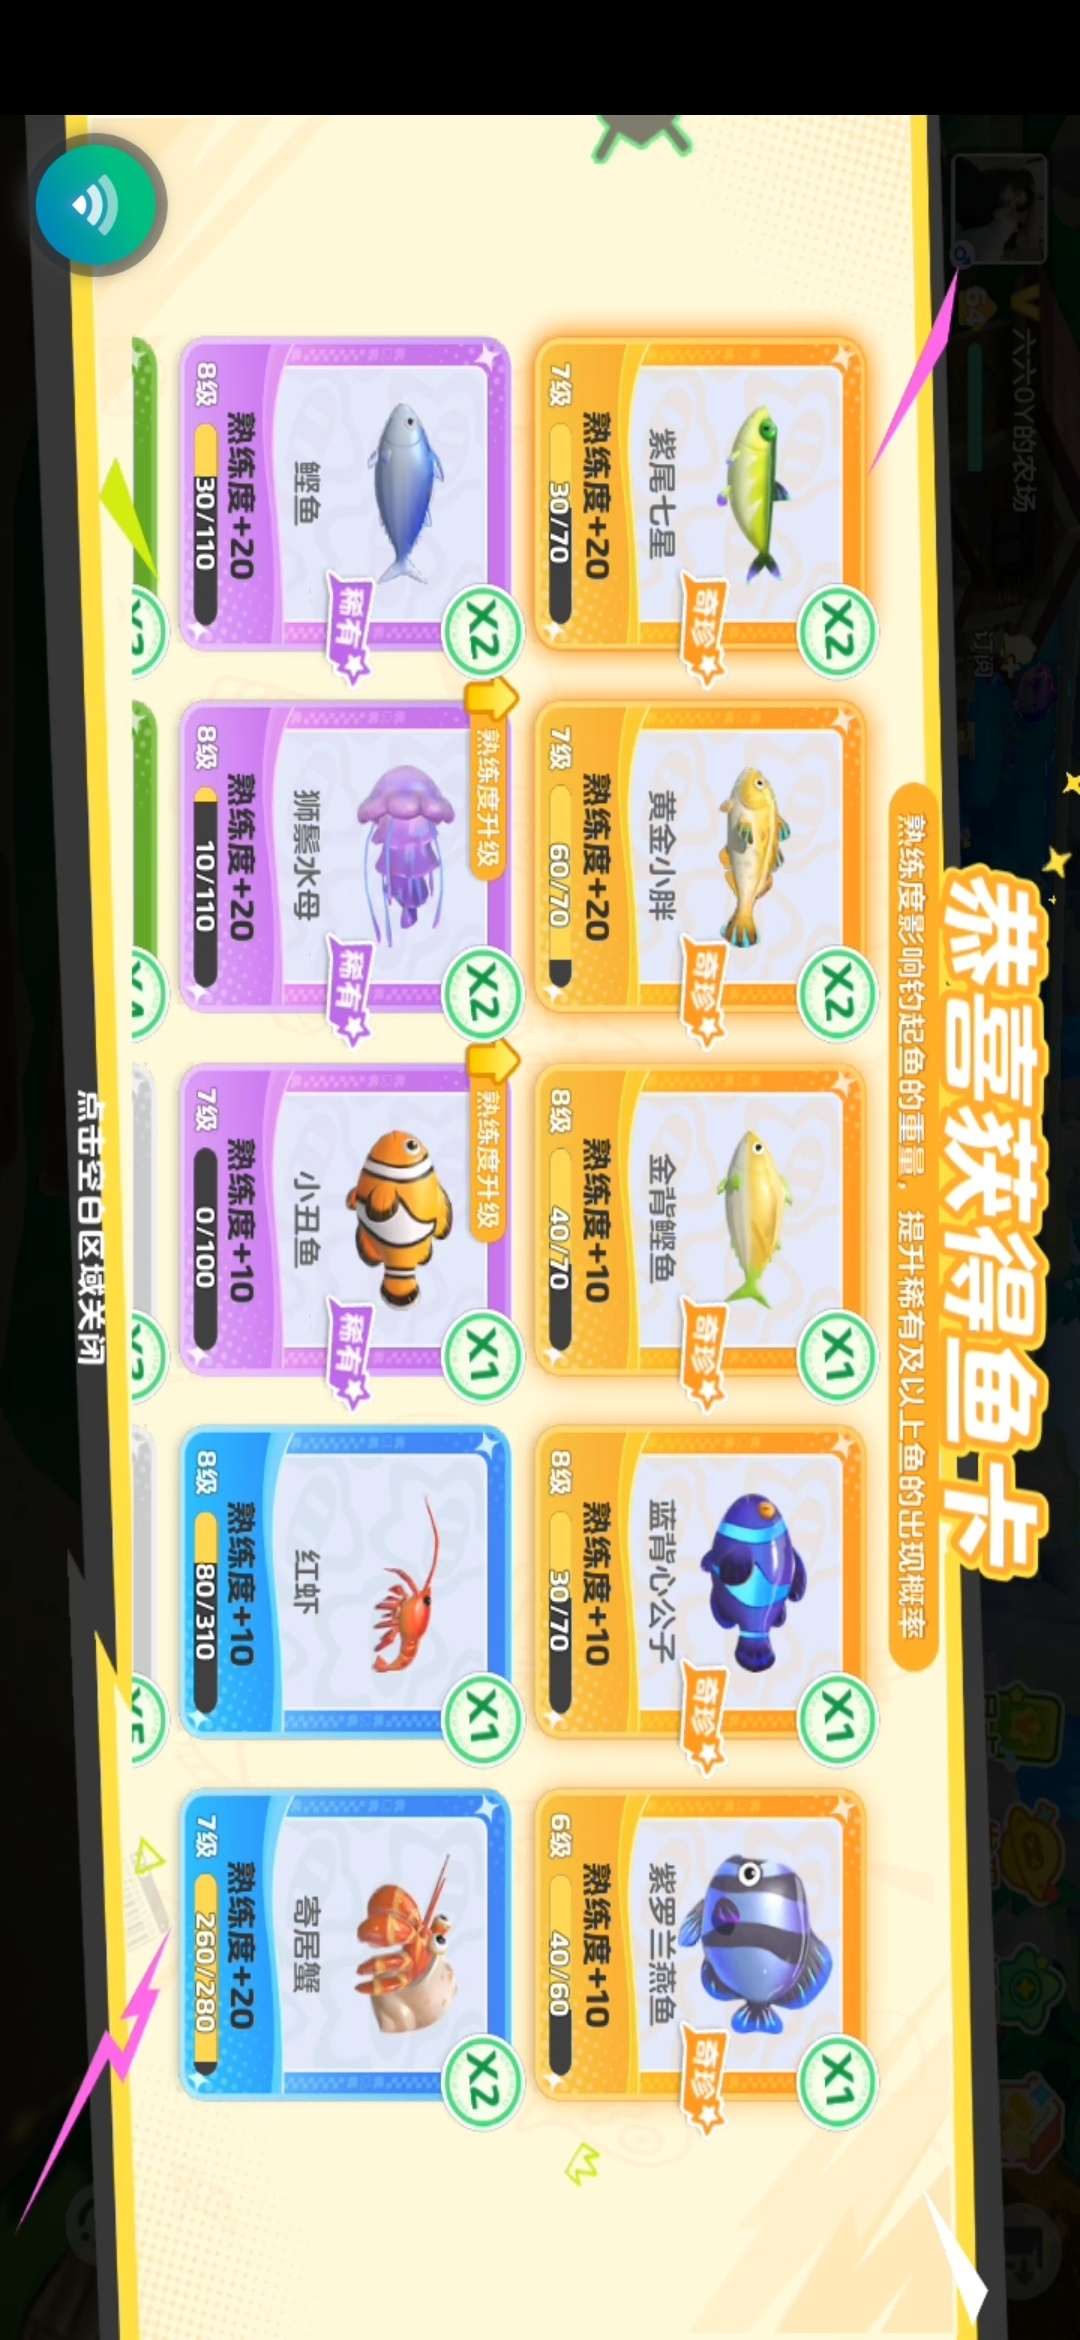 六六0Y的农场
64
订阅
恭喜获得鱼卡
熟练度影响钓起鱼的重量，提升稀有及以上鱼的出现概率
X2
奇珍
紫尾七星
熟练度+20
7级 30/70
X2
奇珍
黄金小胖
熟练度+20
7级 60/70
X1
奇珍
金背鲣鱼
熟练度+10
8级 40/70
X1
奇珍
蓝背心公子
熟练度+10
8级 30/70
X1
奇珍
紫罗兰燕鱼
熟练度+10
6级 40/60
X2
稀有
鲣鱼
熟练度+20
8级 30/110
熟练度升级
X2
稀有
狮鬃水母
熟练度+20
8级 10/110
熟练度升级
X1
稀有
小丑鱼
熟练度+10
7级 0/100
X1
红虾
熟练度+10
8级 80/310
X2
寄居蟹
熟练度+20
7级 260/280
点击空白区域关闭